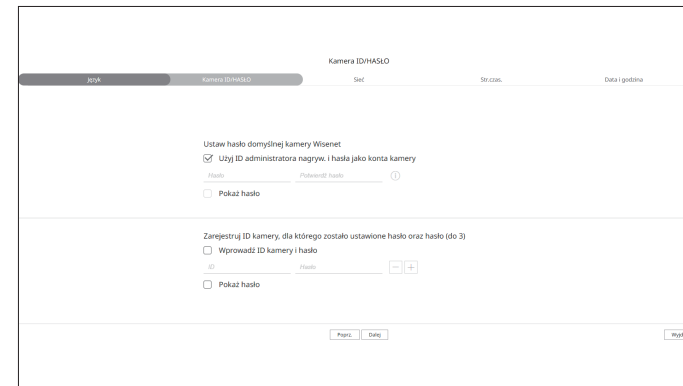 Kamera ID/HASŁO
Język Kamera ID/HASŁO Sieć Str.czas. Data i godzina
Ustaw hasło domyślnej kamery Wisenet
Użyj ID administratora nagryw. i hasła jako konta kamery
Hasło Potwierdź hasło
Pokaż hasło
Zarejestruj ID kamery, dla którego zostało ustawione hasło oraz hasło (do 3)
Wprowadź ID kamery i hasło
ID Hasło
Pokaż hasło
Poprz. Dalej